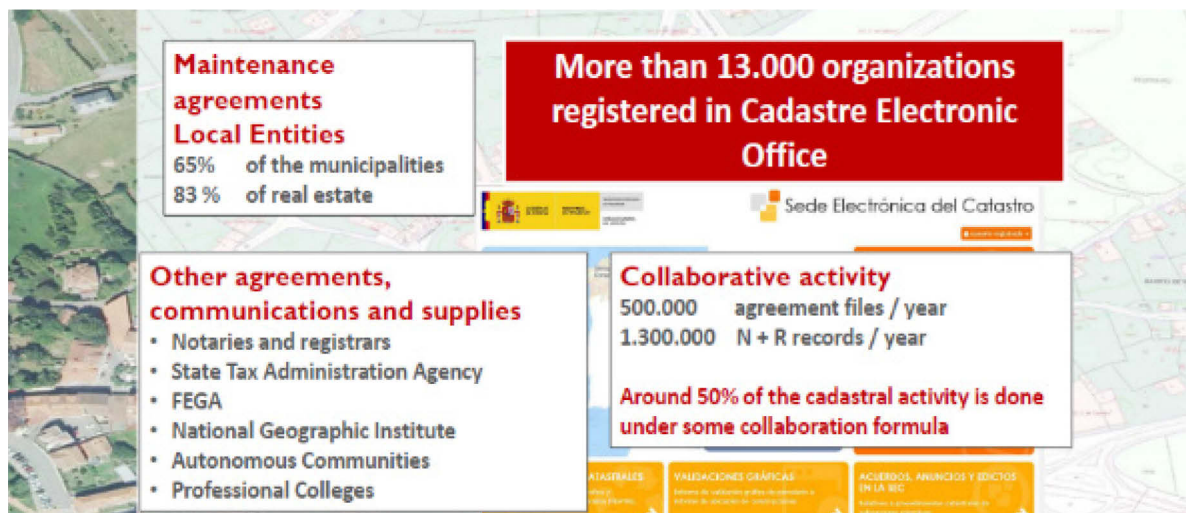 Maintenance
agreements
Local Entities
65% of the municipalities
83 % of real estate
More than 13.000 organizations
registered in Cadastre Electronic
Office
Sede Electrónica del Catastro
Other agreements,
communications and supplies
• Notaries and registrars
• State Tax Administration Agency
• FEGA
• National Geographic Institute
• Autonomous Communities
• Professional Colleges
Collaborative activity
500.000 agreement files / year
1.300.000 N + R records / year
Around 50% of the cadastral activity is done
under some collaboration formula
VALIDACIONES GRÁFICAS
ACUERDOS, ANUNCIOS Y EDICTOS
EN LA SEC